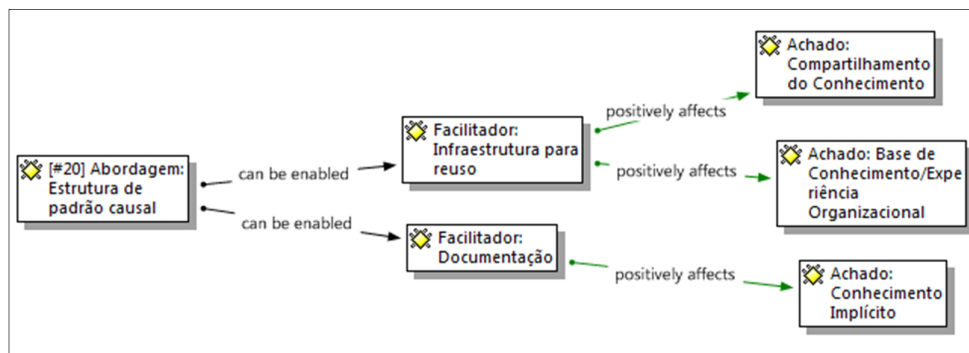 Achado:
Compartilhamento
do Conhecimento
positively affects
Facilitador:
Infraestrutura para
reuso
can be enabled
[#20] Abordagem:
Estrutura de
padrão causal
can be enabled
positively affects
Achado: Base de
Conhecimento/Expe
riência
Organizacional
Facilitador:
Documentação
positively affects
Achado:
Conhecimento
Implícito